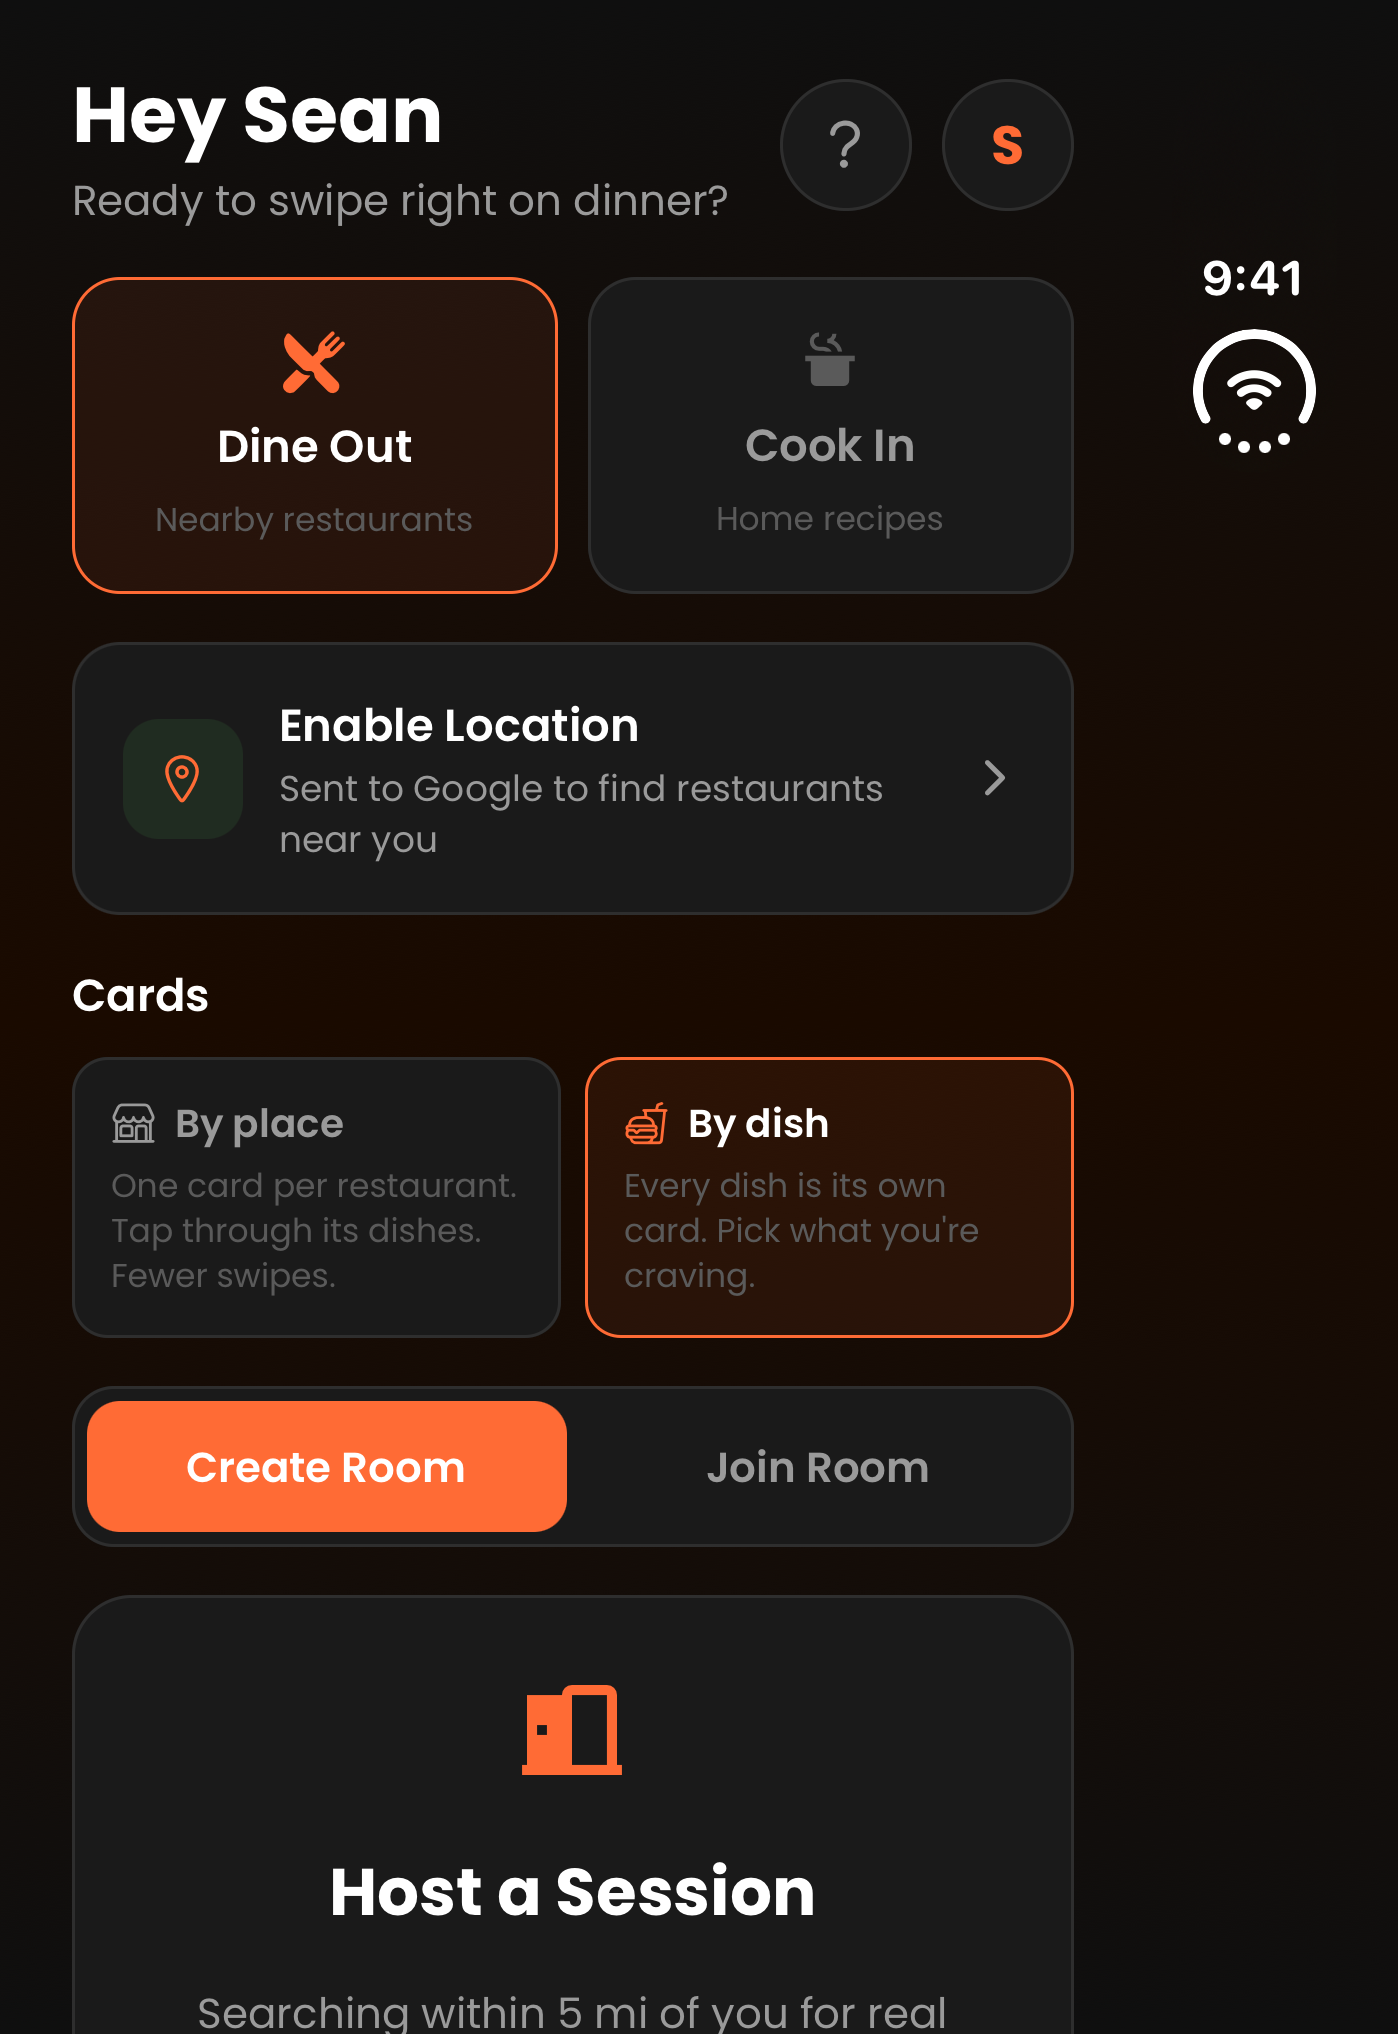 Hey Sean
Ready to swipe right on dinner?
?
S
9:41
Dine Out
Nearby restaurants
Cook In
Home recipes
Enable Location
Sent to Google to find restaurants
near you
Cards
By place
One card per restaurant.
Tap through its dishes.
Fewer swipes.
By dish
Every dish is its own
card. Pick what you're
craving.
Create Room
Join Room
Host a Session
Searching within 5 mi of you for real